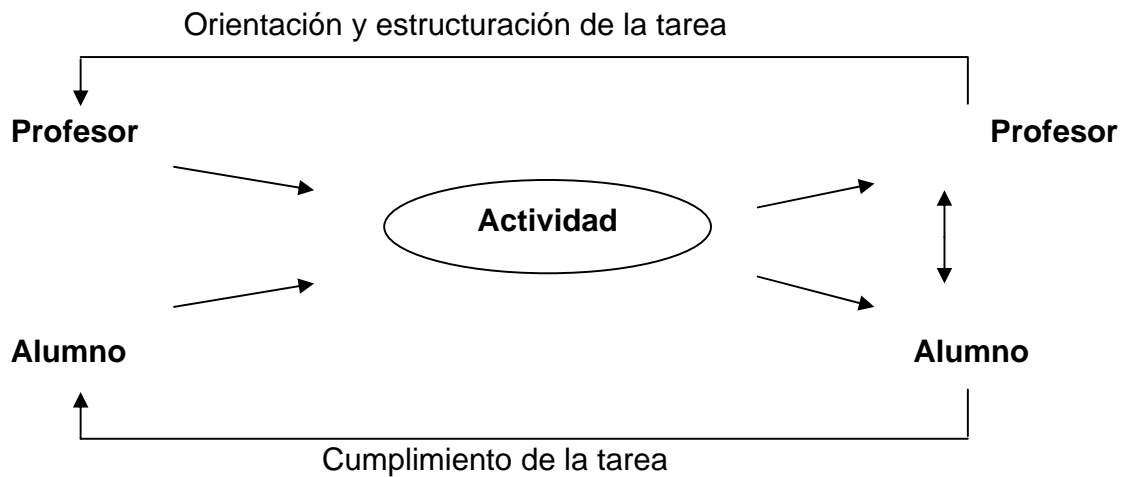 Orientación y estructuración de la tarea
Profesor
Profesor
Actividad
Alumno
Alumno
Cumplimiento de la tarea